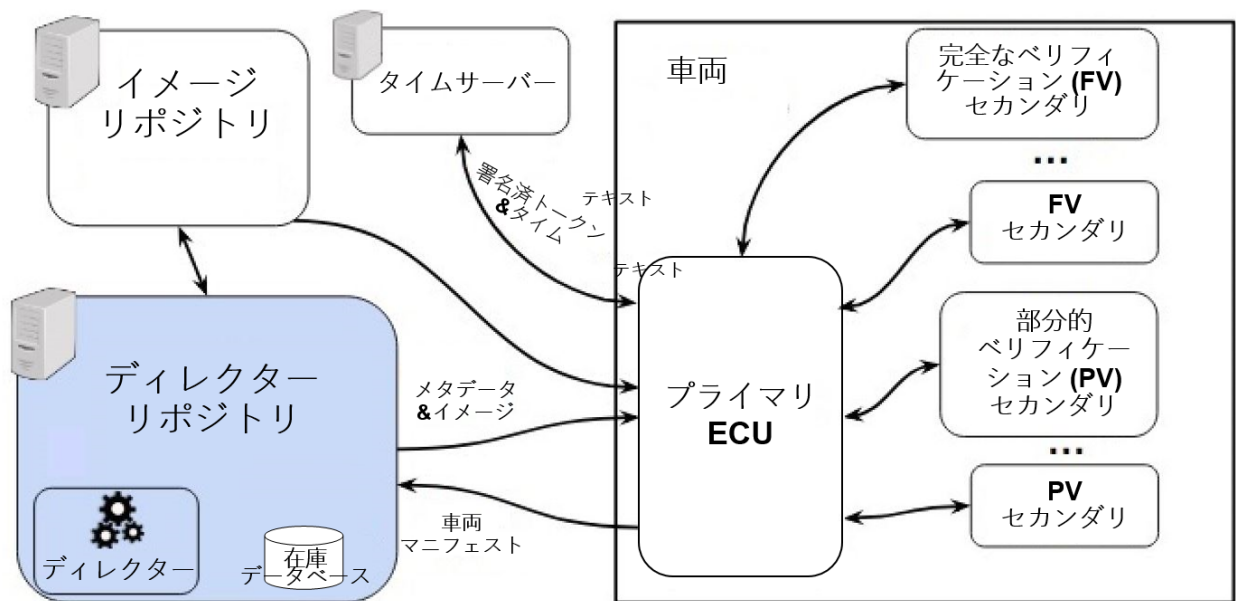 イメージ
リポジトリ
タイムサーバー
署名済トークン
&タイム
テキスト
テキスト
ディレクター
リポジトリ
ディレクター
在庫
データベース
メタデータ
&イメージ
車両
マニフェスト
車両
プライマリ
ECU
完全なベリフィ
ケーション (FV)
セカンダリ
...
FV
セカンダリ
部分的
ベリフィケー
ション (PV)
セカンダリ
...
PV
セカンダリ